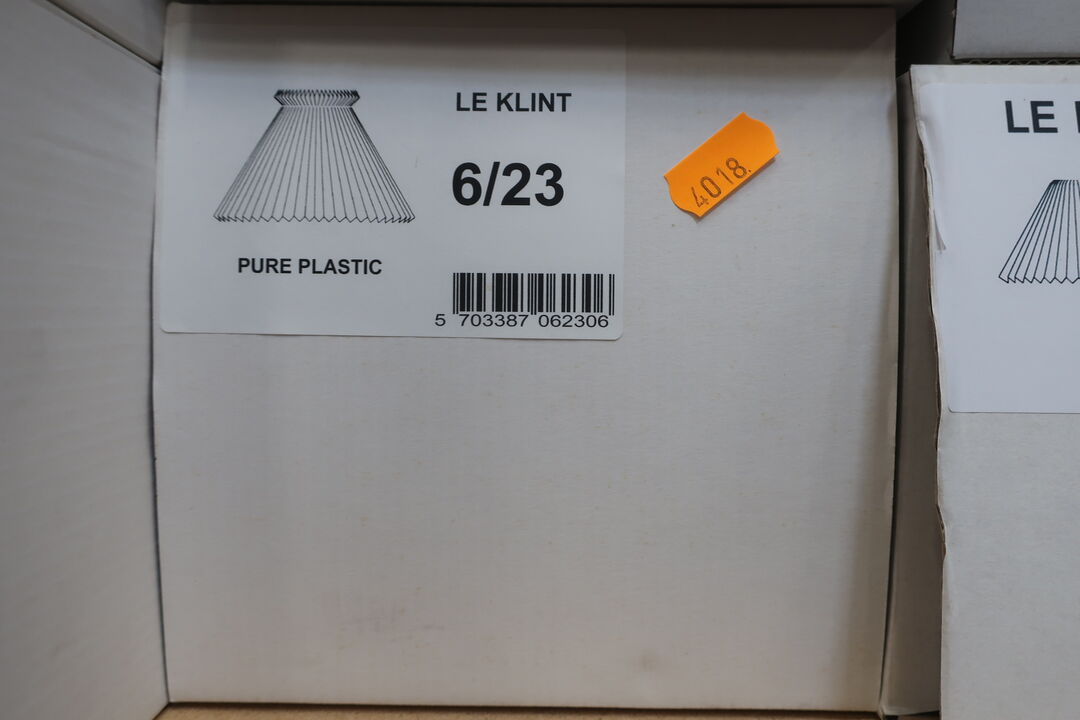 LE KLINT
6/23
PURE PLASTIC
5 703387 062306
4018.
LE